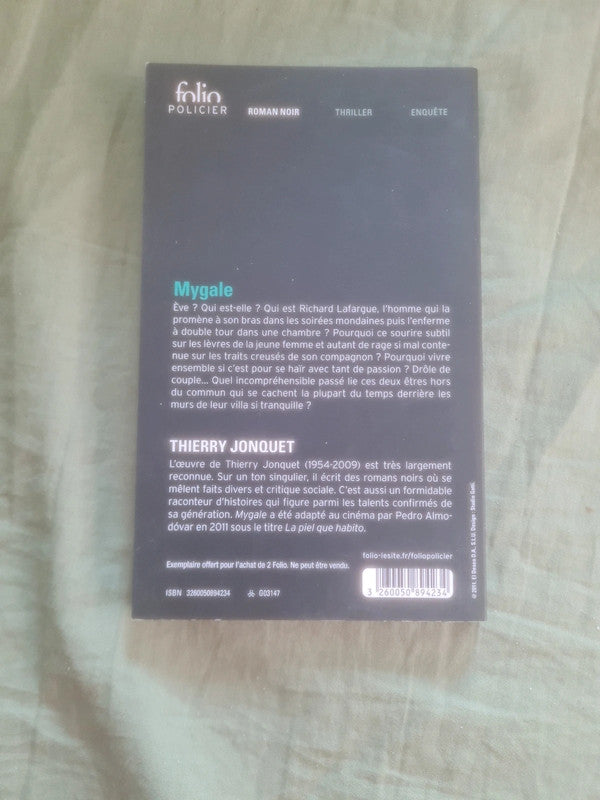 folio
POLICIER
ROMAN NOIR THRILLER ENQUÊTE
Mygale
Ève ? Qui est-elle ? Qui est Richard Lafargue, l'homme qui la
promène à son bras dans les soirées mondaines puis l'enferme
à double tour dans une chambre ? Pourquoi ce sourire subtil
sur les lèvres de la jeune femme et autant de rage si mal conte-
nue sur les traits creusés de son compagnon ? Pourquoi vivre
ensemble si c'est pour se haïr avec tant de passion ? Drôle de
couple... Quel incompréhensible passé lie ces deux êtres hors
du commun qui se cachent la plupart du temps derrière les
murs de leur villa si tranquille ?
THIERRY JONQUET
L'œuvre de Thierry Jonquet (1954-2009) est très largement
reconnue. Sur un ton singulier, il écrit des romans noirs où se
mêlent faits divers et critique sociale. C'est aussi un formidable
raconteur d'histoires qui figure parmi les talents confirmés de
sa génération. Mygale a été adapté au cinéma par Pedro Almo-
dóvar en 2011 sous le titre La piel que habito.
folio-lesite.fr/foliopolicier
Exemplaire offert pour l'achat de 2 Folio. Ne peut être vendu.
ISBN 3260050894234 G03147
3 260050 894234
© 2011, El Deseo D.A. S.L.U. Design : Studio Gatti.